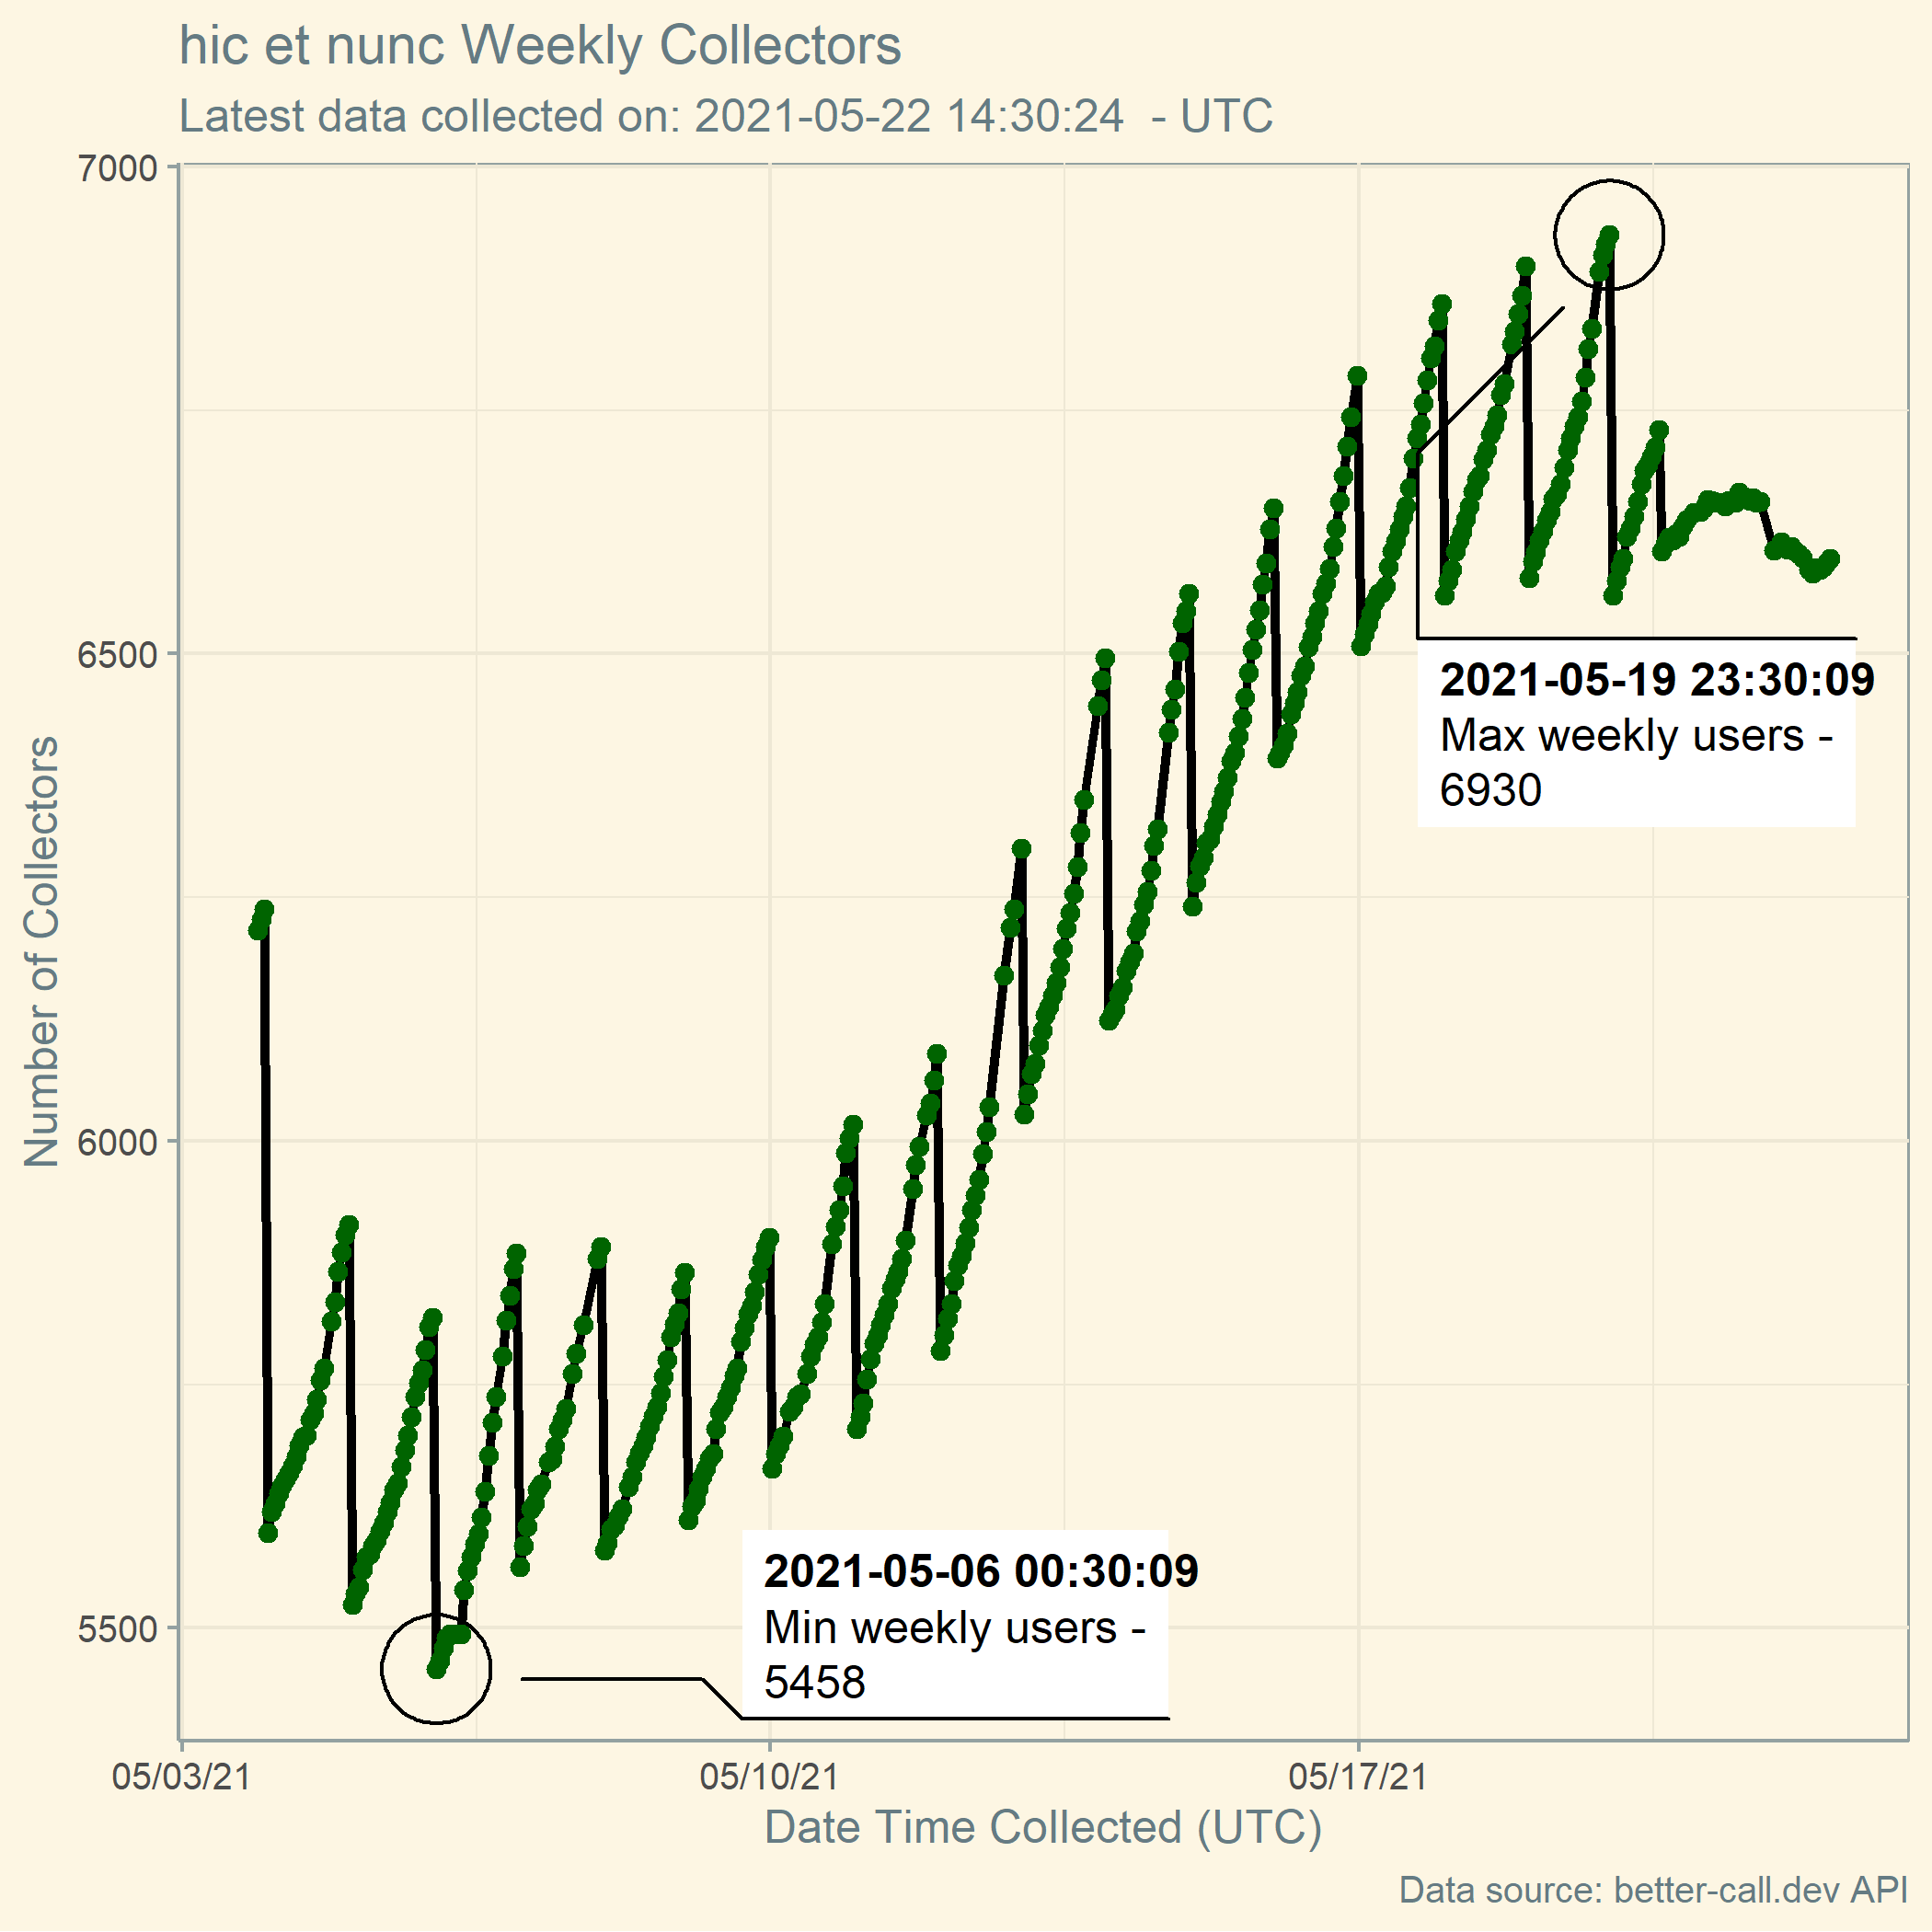 hic et nunc Weekly Collectors
Latest data collected on: 2021-05-22 14:30:24  - UTC
7000
6500
6000
5500
Number of Collectors
2021-05-19 23:30:09
Max weekly users -
6930
2021-05-06 00:30:09
Min weekly users -
5458
05/03/21
05/10/21
05/17/21
Date Time Collected (UTC)
Data source: better-call.dev API